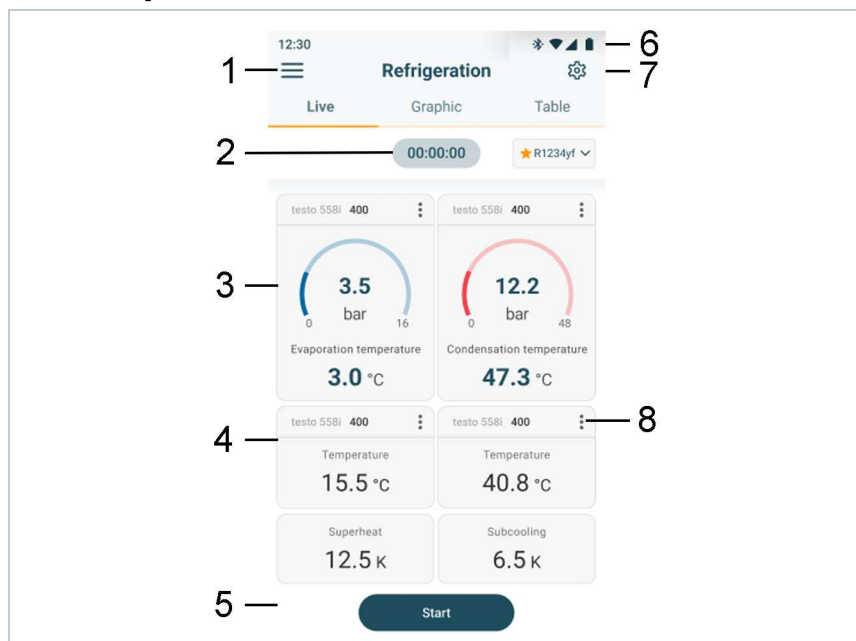 12:30
6
1
Refrigeration
7
Live Graphic Table
2
00:00:00
R1234yf
testo 558i 400
testo 558i 400
3
3.5
bar
0 16
Evaporation temperature
3.0 °C
12.2
bar
0 48
Condensation temperature
47.3 °C
4
testo 558i 400
testo 558i 400
8
Temperature
15.5 °C
Temperature
40.8 °C
Superheat
12.5 K
Subcooling
6.5 K
5
Start